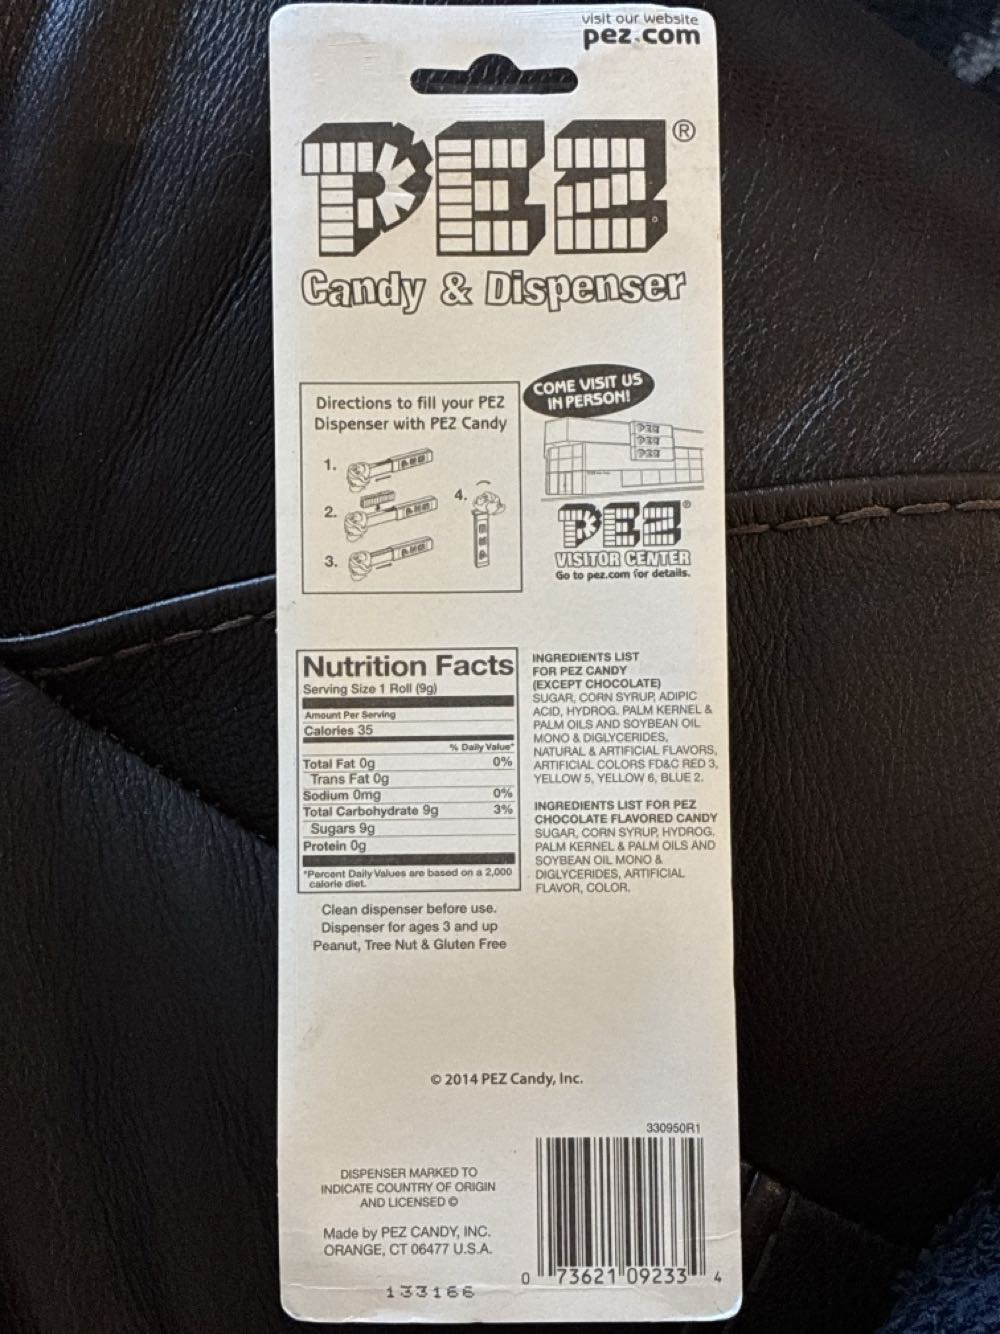 visit our website
pez.com
PEZ®
Candy & Dispenser
Directions to fill your PEZ
Dispenser with PEZ Candy
1.
2.
3.
4.
COME VISIT US
IN PERSON!
PEZ
PEZ
PEZ
PEZ®
VISITOR CENTER
Go to pez.com for details.
Nutrition Facts
Serving Size 1 Roll (9g)
Amount Per Serving
Calories 35
% Daily Value*
Total Fat 0g 0%
Trans Fat 0g
Sodium 0mg 0%
Total Carbohydrate 9g 3%
Sugars 9g
Protein 0g
*Percent Daily Values are based on a 2,000
calorie diet.
INGREDIENTS LIST
FOR PEZ CANDY
(EXCEPT CHOCOLATE)
SUGAR, CORN SYRUP, ADIPIC
ACID, HYDROG. PALM KERNEL &
PALM OILS AND SOYBEAN OIL
MONO & DIGLYCERIDES,
NATURAL & ARTIFICIAL FLAVORS,
ARTIFICIAL COLORS FD&C RED 3,
YELLOW 5, YELLOW 6, BLUE 2.
INGREDIENTS LIST FOR PEZ
CHOCOLATE FLAVORED CANDY
SUGAR, CORN SYRUP, HYDROG.
PALM KERNEL & PALM OILS AND
SOYBEAN OIL MONO &
DIGLYCERIDES, ARTIFICIAL
FLAVOR, COLOR.
Clean dispenser before use.
Dispenser for ages 3 and up
Peanut, Tree Nut & Gluten Free
© 2014 PEZ Candy, Inc.
330950R1
DISPENSER MARKED TO
INDICATE COUNTRY OF ORIGIN
AND LICENSED ©
Made by PEZ CANDY, INC.
ORANGE, CT 06477 U.S.A.
0 73621 09233 4
133166